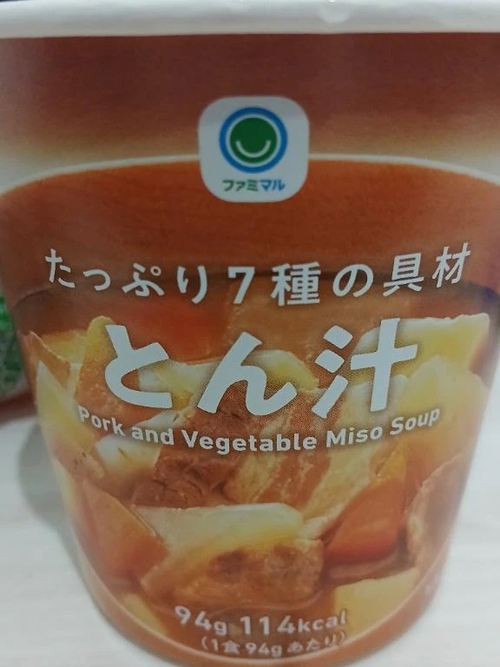 ファミマル
たっぷり7種の具材
とん汁
Pork and Vegetable Miso Soup
94g 114kcal
(1食94gあたり)